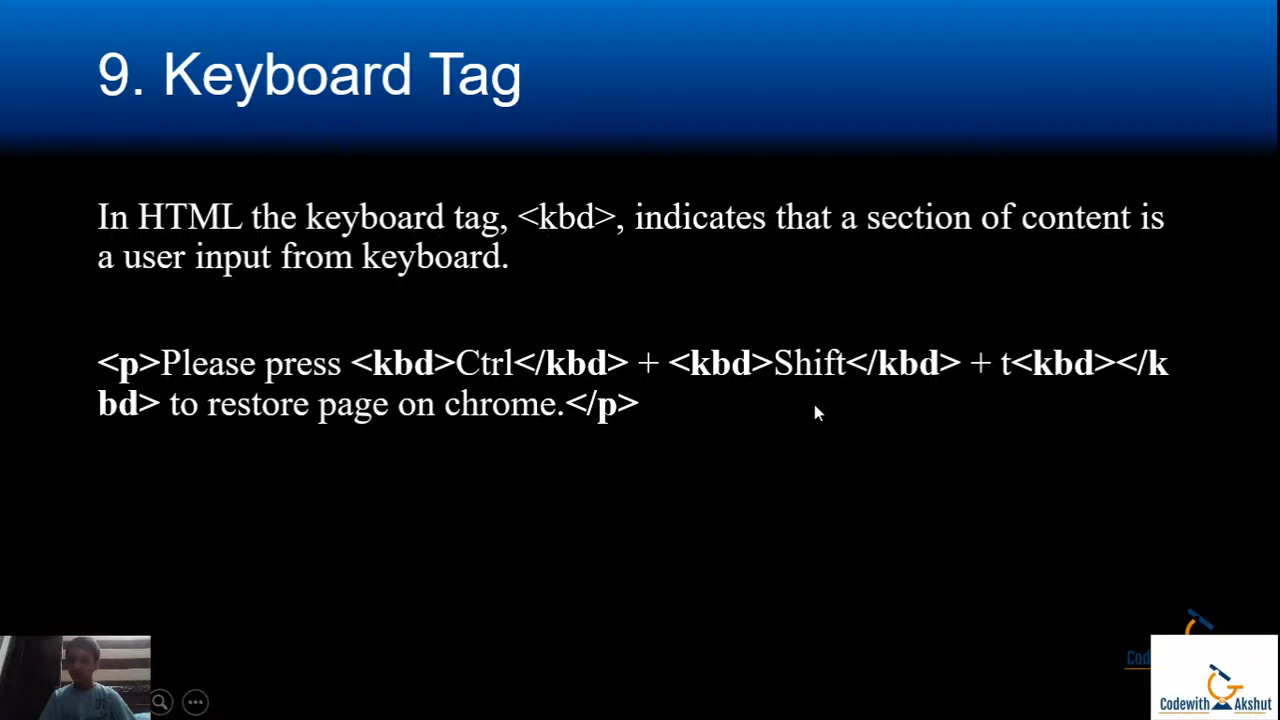 9. Keyboard Tag
In HTML the keyboard tag, <kbd>, indicates that a section of content is
a user input from keyboard.
<p>Please press <kbd>Ctrl</kbd> + <kbd>Shift</kbd> + t<kbd></k
bd> to restore page on chrome.</p>
Cod
Codewith Akshut